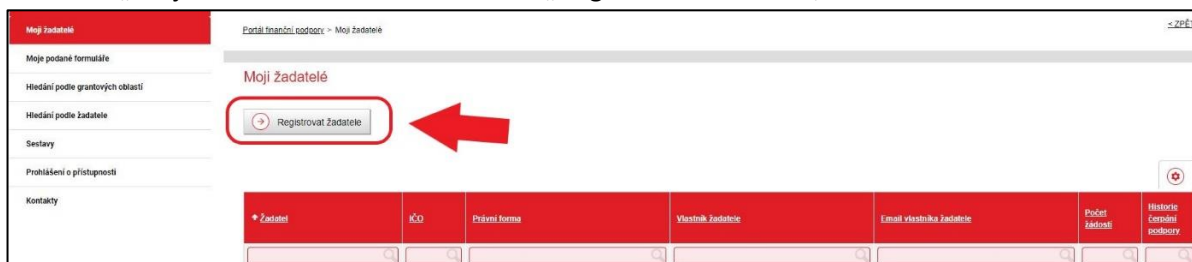 Moji žadatelé
Moje podané formuláře
Hledání podle grantových oblastí
Hledání podle žadatele
Sestavy
Prohlášení o přístupnosti
Kontakty
Portál finanční podpory > Moji žadatelé
< ZPĚT
Moji žadatelé
Registrovat žadatele
Žadatel IČO Právní forma Vlastník žadatele Email vlastníka žadatele Počet žádostí Historie čerpání podpory